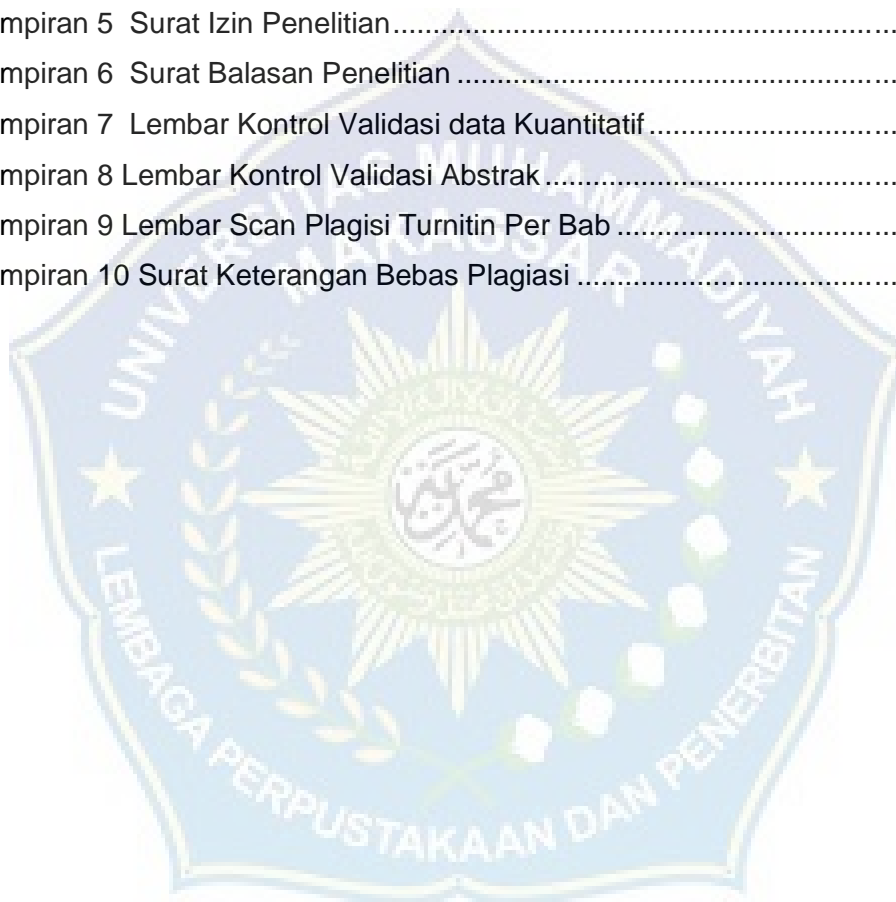 mpiran 5  Surat Izin Penelitian.......................................................
mpiran 6  Surat Balasan Penelitian ...............................................
mpiran 7  Lembar Kontrol Validasi data Kuantitatif............................
mpiran 8 Lembar Kontrol Validasi Abstrak .......................................
mpiran 9 Lembar Scan Plagisi Turnitin Per Bab ...............................
mpiran 10 Surat Keterangan Bebas Plagiasi ...................................
UNIVERSITAS MUHAMMADIYAH
MAKASSAR
LEMBAGA PERPUSTAKAAN DAN PENERBITAN